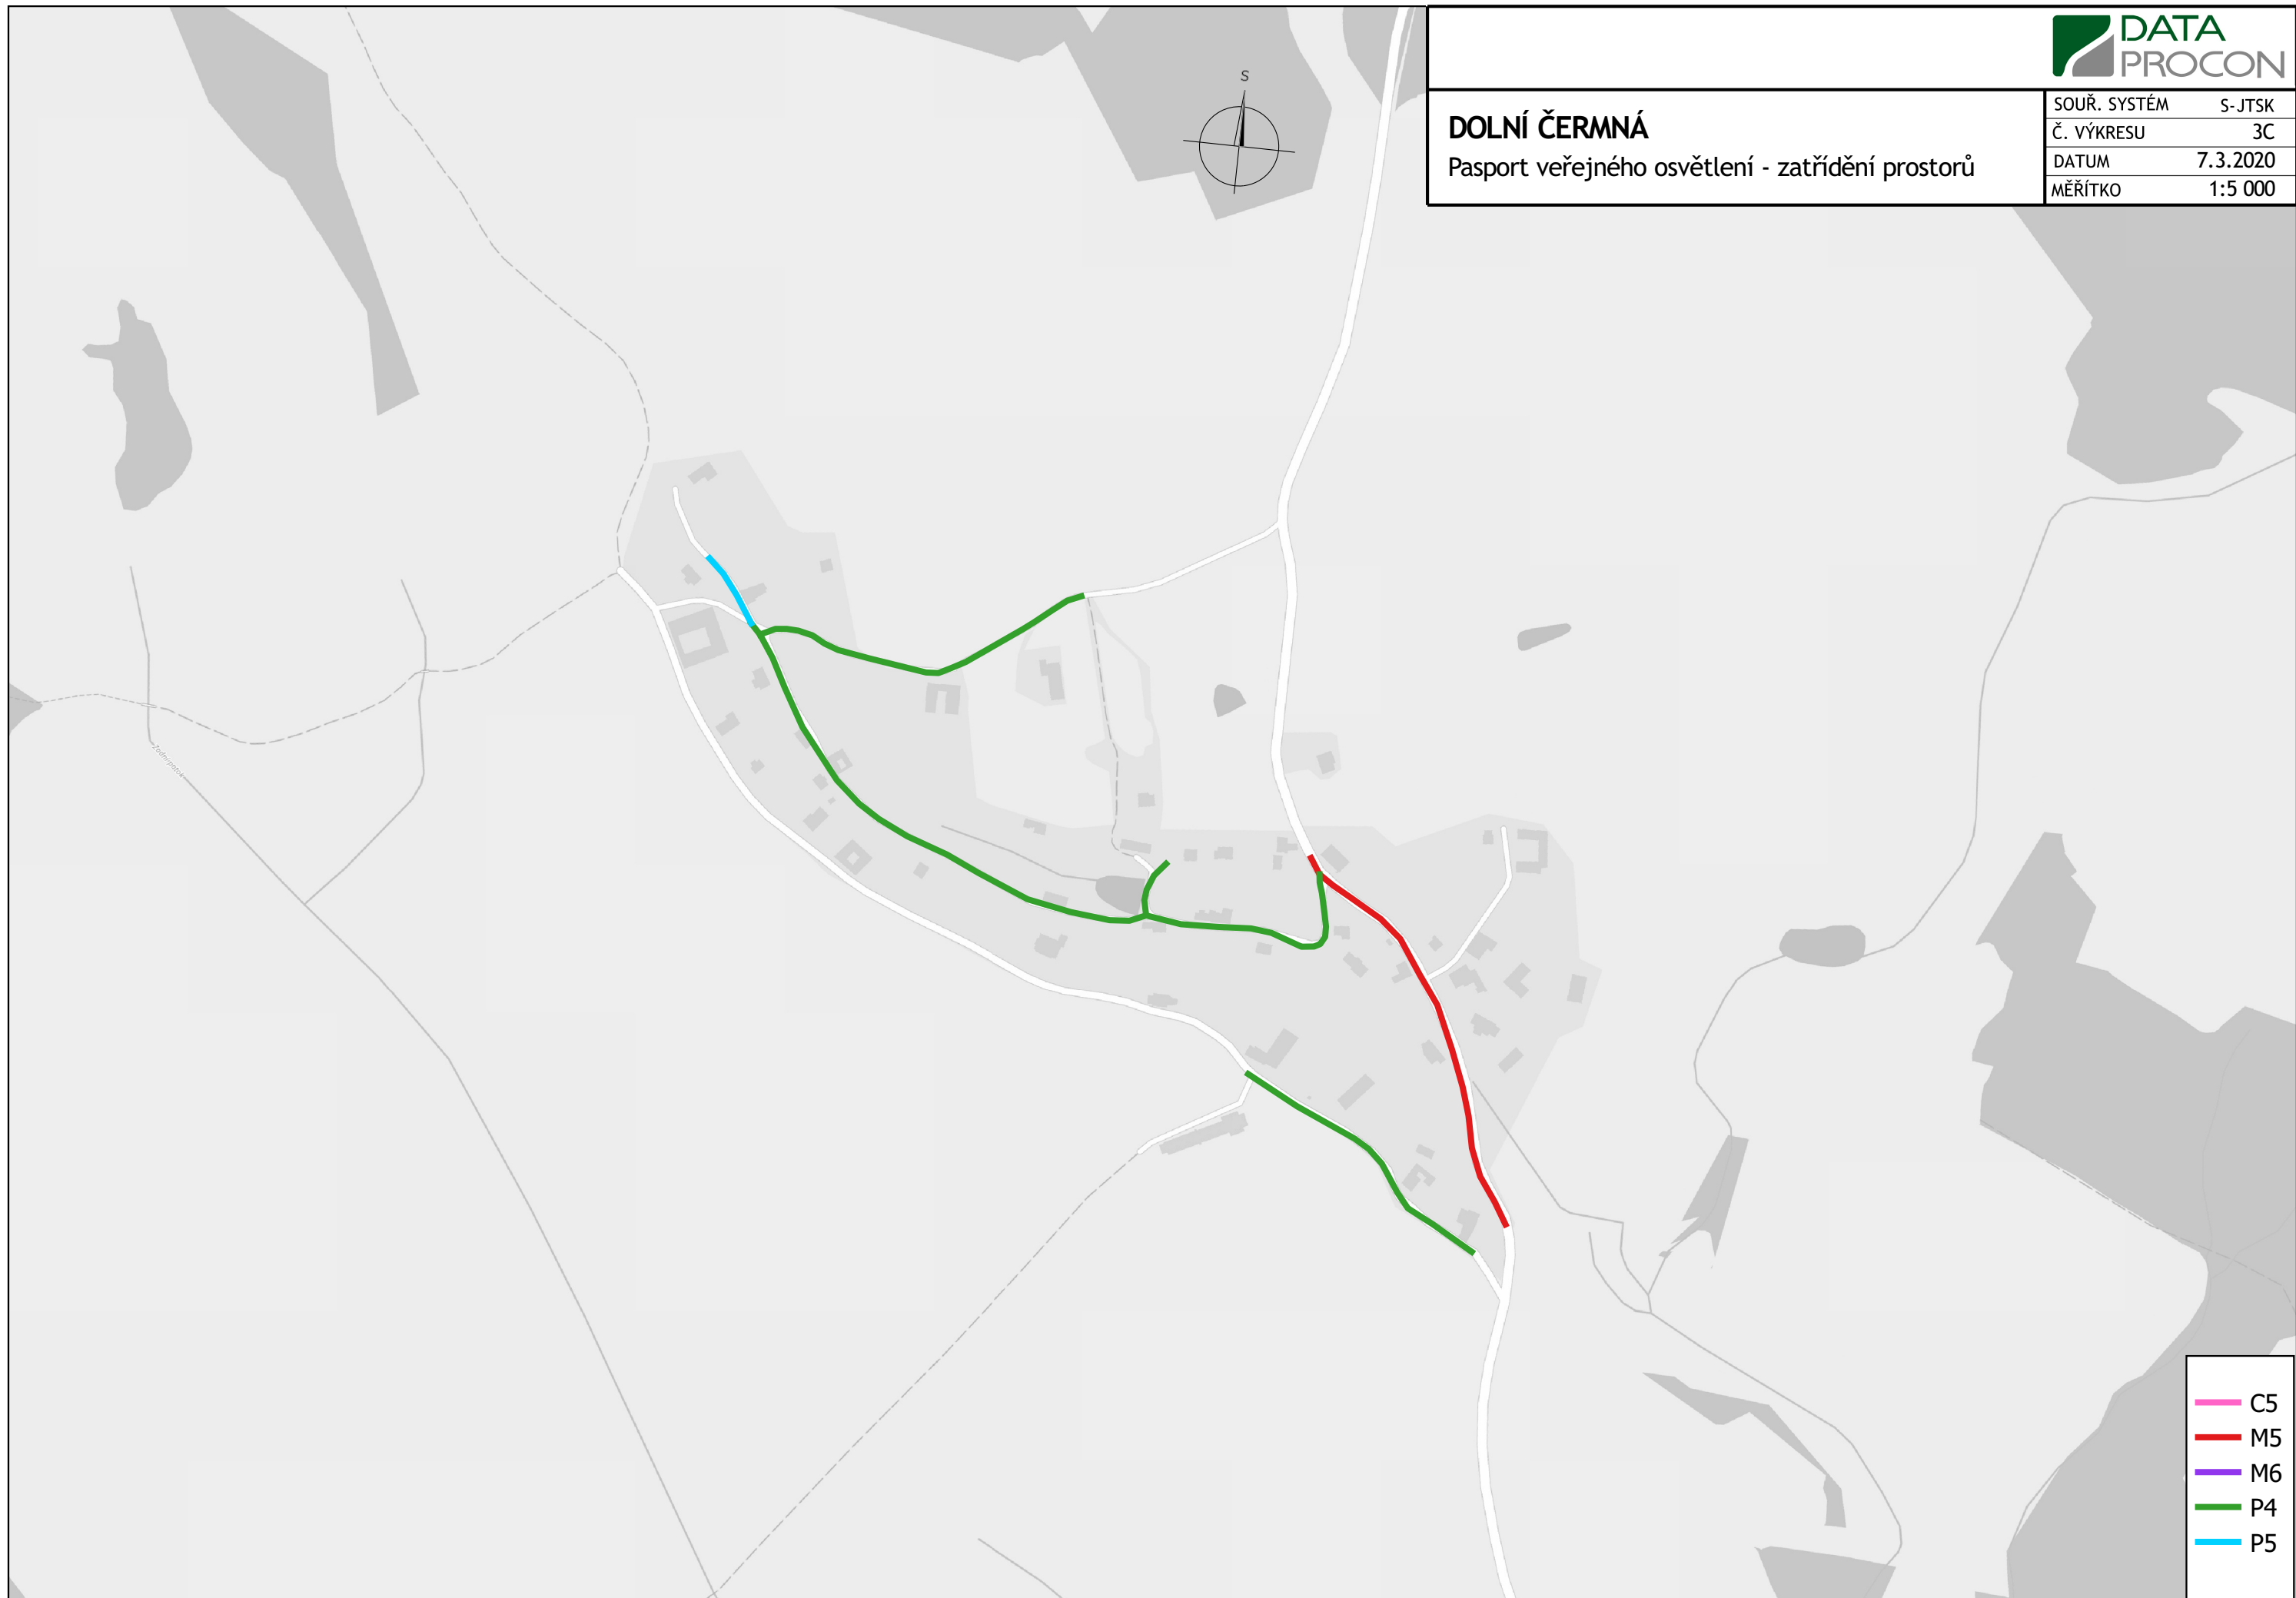 DATA
PROCON
S
DOLNÍ ČERMNÁ
Pasport veřejného osvětlení - zatřídění prostorů
SOUŘ. SYSTÉM S-JTSK
Č. VÝKRESU 3C
DATUM 7.3.2020
MĚŘÍTKO 1:5 000
C5
M5
M6
P4
P5